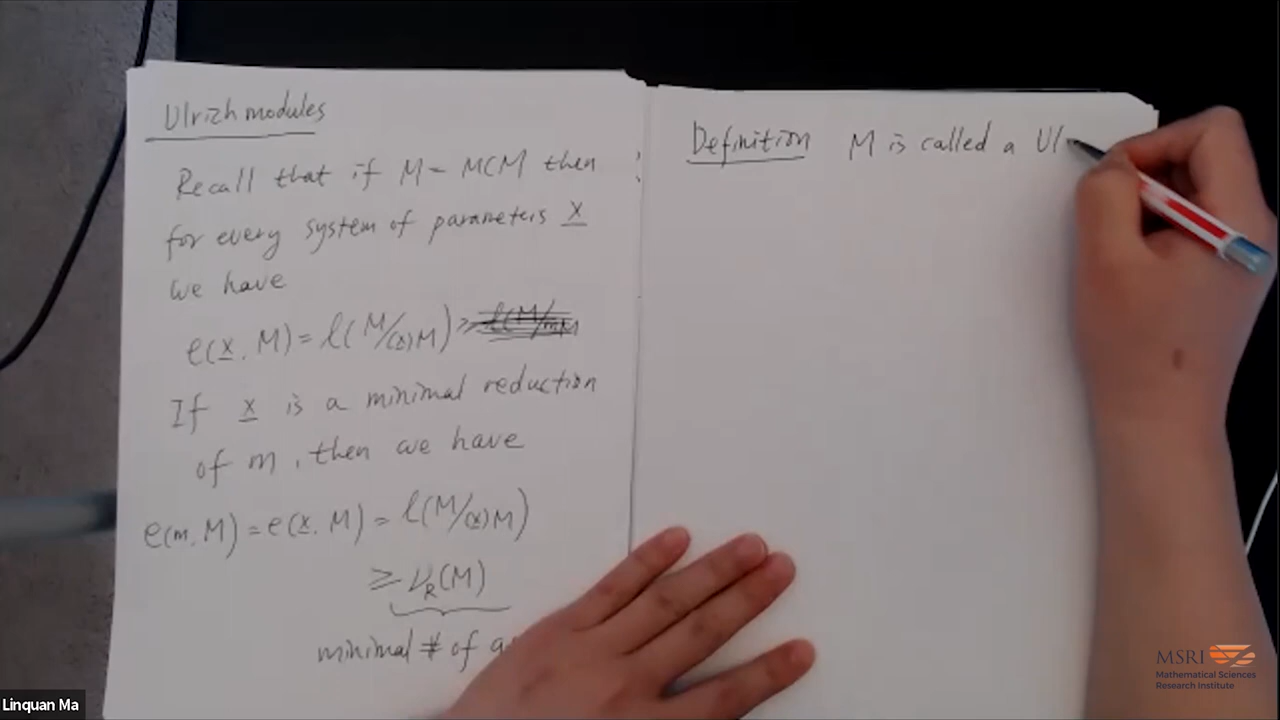 Ulrich modules
Recall that if M = MCM then
for every system of parameters x
we have
e(x, M) = l(M/(x)M) ≥
If x is a minimal reduction
of m, then we have
e(m, M) = e(x, M) = l(M/(x)M)
≥ ν_R(M)
minimal # of
Definition M is called a Ul
MSRI
Mathematical Sciences
Research Institute
Linquan Ma